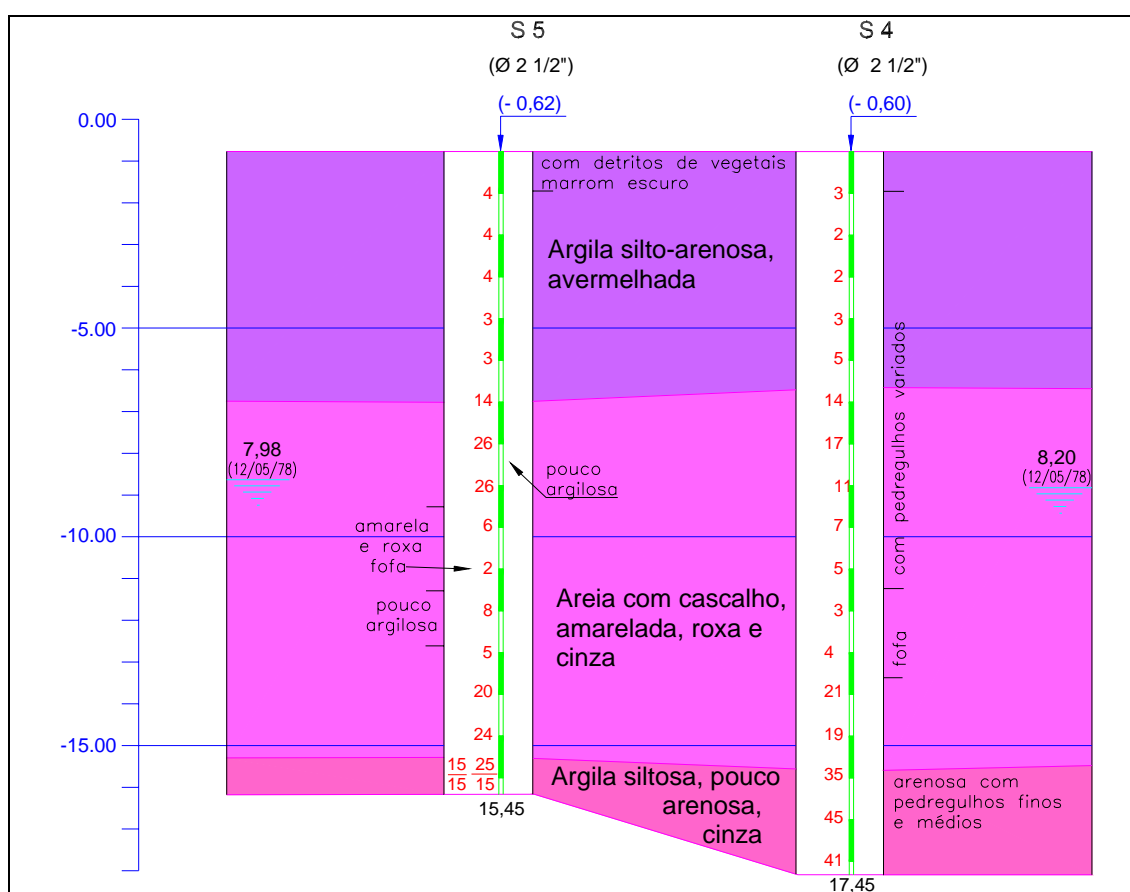 S 5
S 4
(Ø 2 1/2")
(Ø 2 1/2")
(- 0,62)
(- 0,60)
0.00
-5.00
-10.00
-15.00
com detritos de vegetais
marrom escuro
Argila silto-arenosa,
avermelhada
4
4
4
3
3
14
26
26
6
2
8
5
20
24
15
15
25
15
15,45
3
2
2
3
5
14
17
11
7
5
3
4
21
19
35
45
41
17,45
7,98
(12/05/78)
8,20
(12/05/78)
pouco
argilosa
amarela
e roxa
fofa
pouco
argilosa
Areia com cascalho,
amarelada, roxa e
cinza
com pedregulhos variados
fofa
Argila siltosa, pouco
arenosa,
cinza
arenosa com
pedregulhos finos
e médios